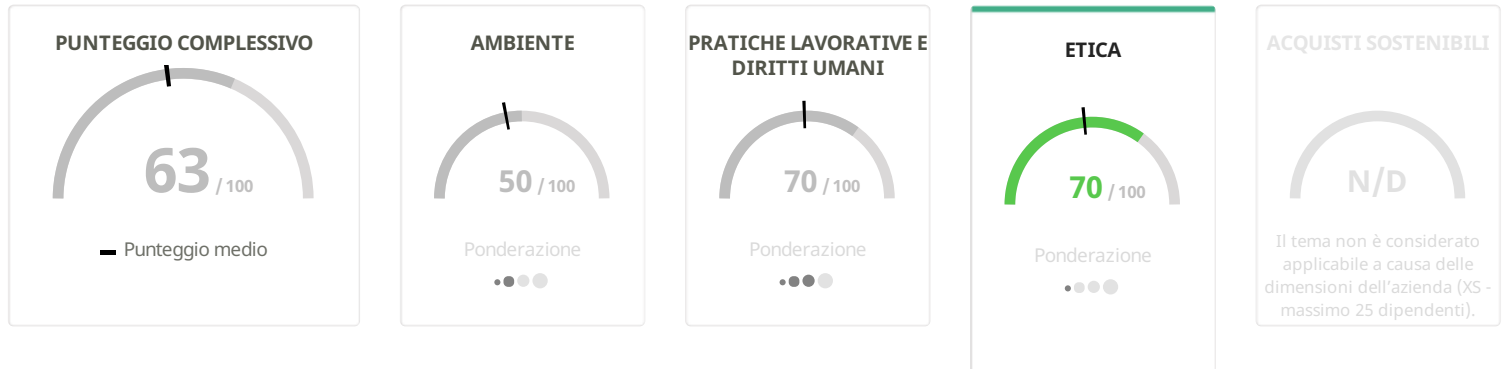 PUNTEGGIO COMPLESSIVO
63 / 100
Punteggio medio
AMBIENTE
50 / 100
Ponderazione
PRATICHE LAVORATIVE E
DIRITTI UMANI
70 / 100
Ponderazione
ETICA
70 / 100
Ponderazione
ACQUISTI SOSTENIBILI
N/D
Il tema non è considerato
applicabile a causa delle
dimensioni dell'azienda (XS -
massimo 25 dipendenti).